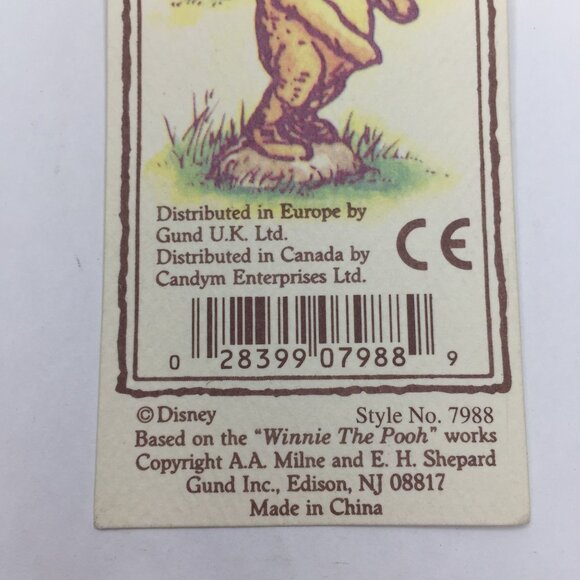 Distributed in Europe by
Gund U.K. Ltd.
Distributed in Canada by
Candym Enterprises Ltd.
CE
0 28399 07988 9
© Disney Style No. 7988
Based on the "Winnie The Pooh" works
Copyright A.A. Milne and E. H. Shepard
Gund Inc., Edison, NJ 08817
Made in China